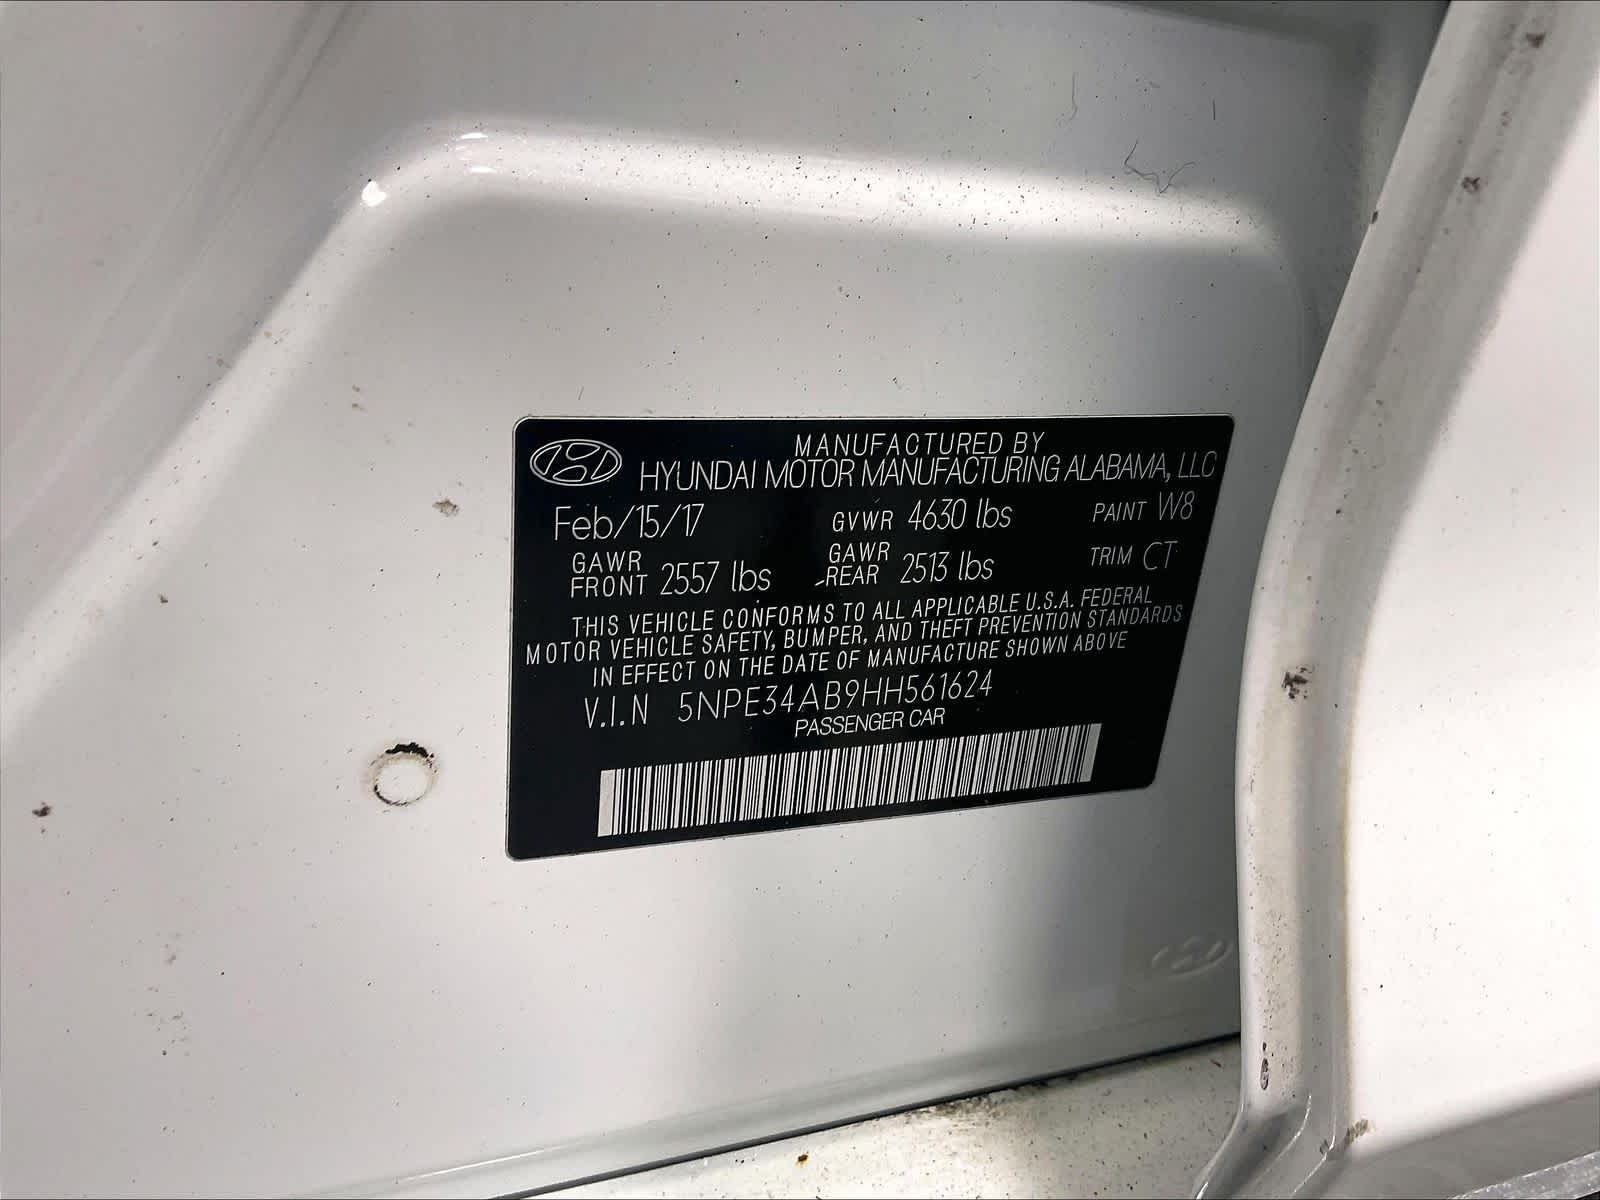 MANUFACTURED BY
HYUNDAI MOTOR MANUFACTURING ALABAMA, LLC
Feb/15/17 GVWR 4630 lbs PAINT W8
GAWR FRONT 2557 lbs GAWR REAR 2513 lbs TRIM CT
THIS VEHICLE CONFORMS TO ALL APPLICABLE U.S.A. FEDERAL
MOTOR VEHICLE SAFETY, BUMPER, AND THEFT PREVENTION STANDARDS
IN EFFECT ON THE DATE OF MANUFACTURE SHOWN ABOVE
V.I.N 5NPE34AB9HH561624
PASSENGER CAR